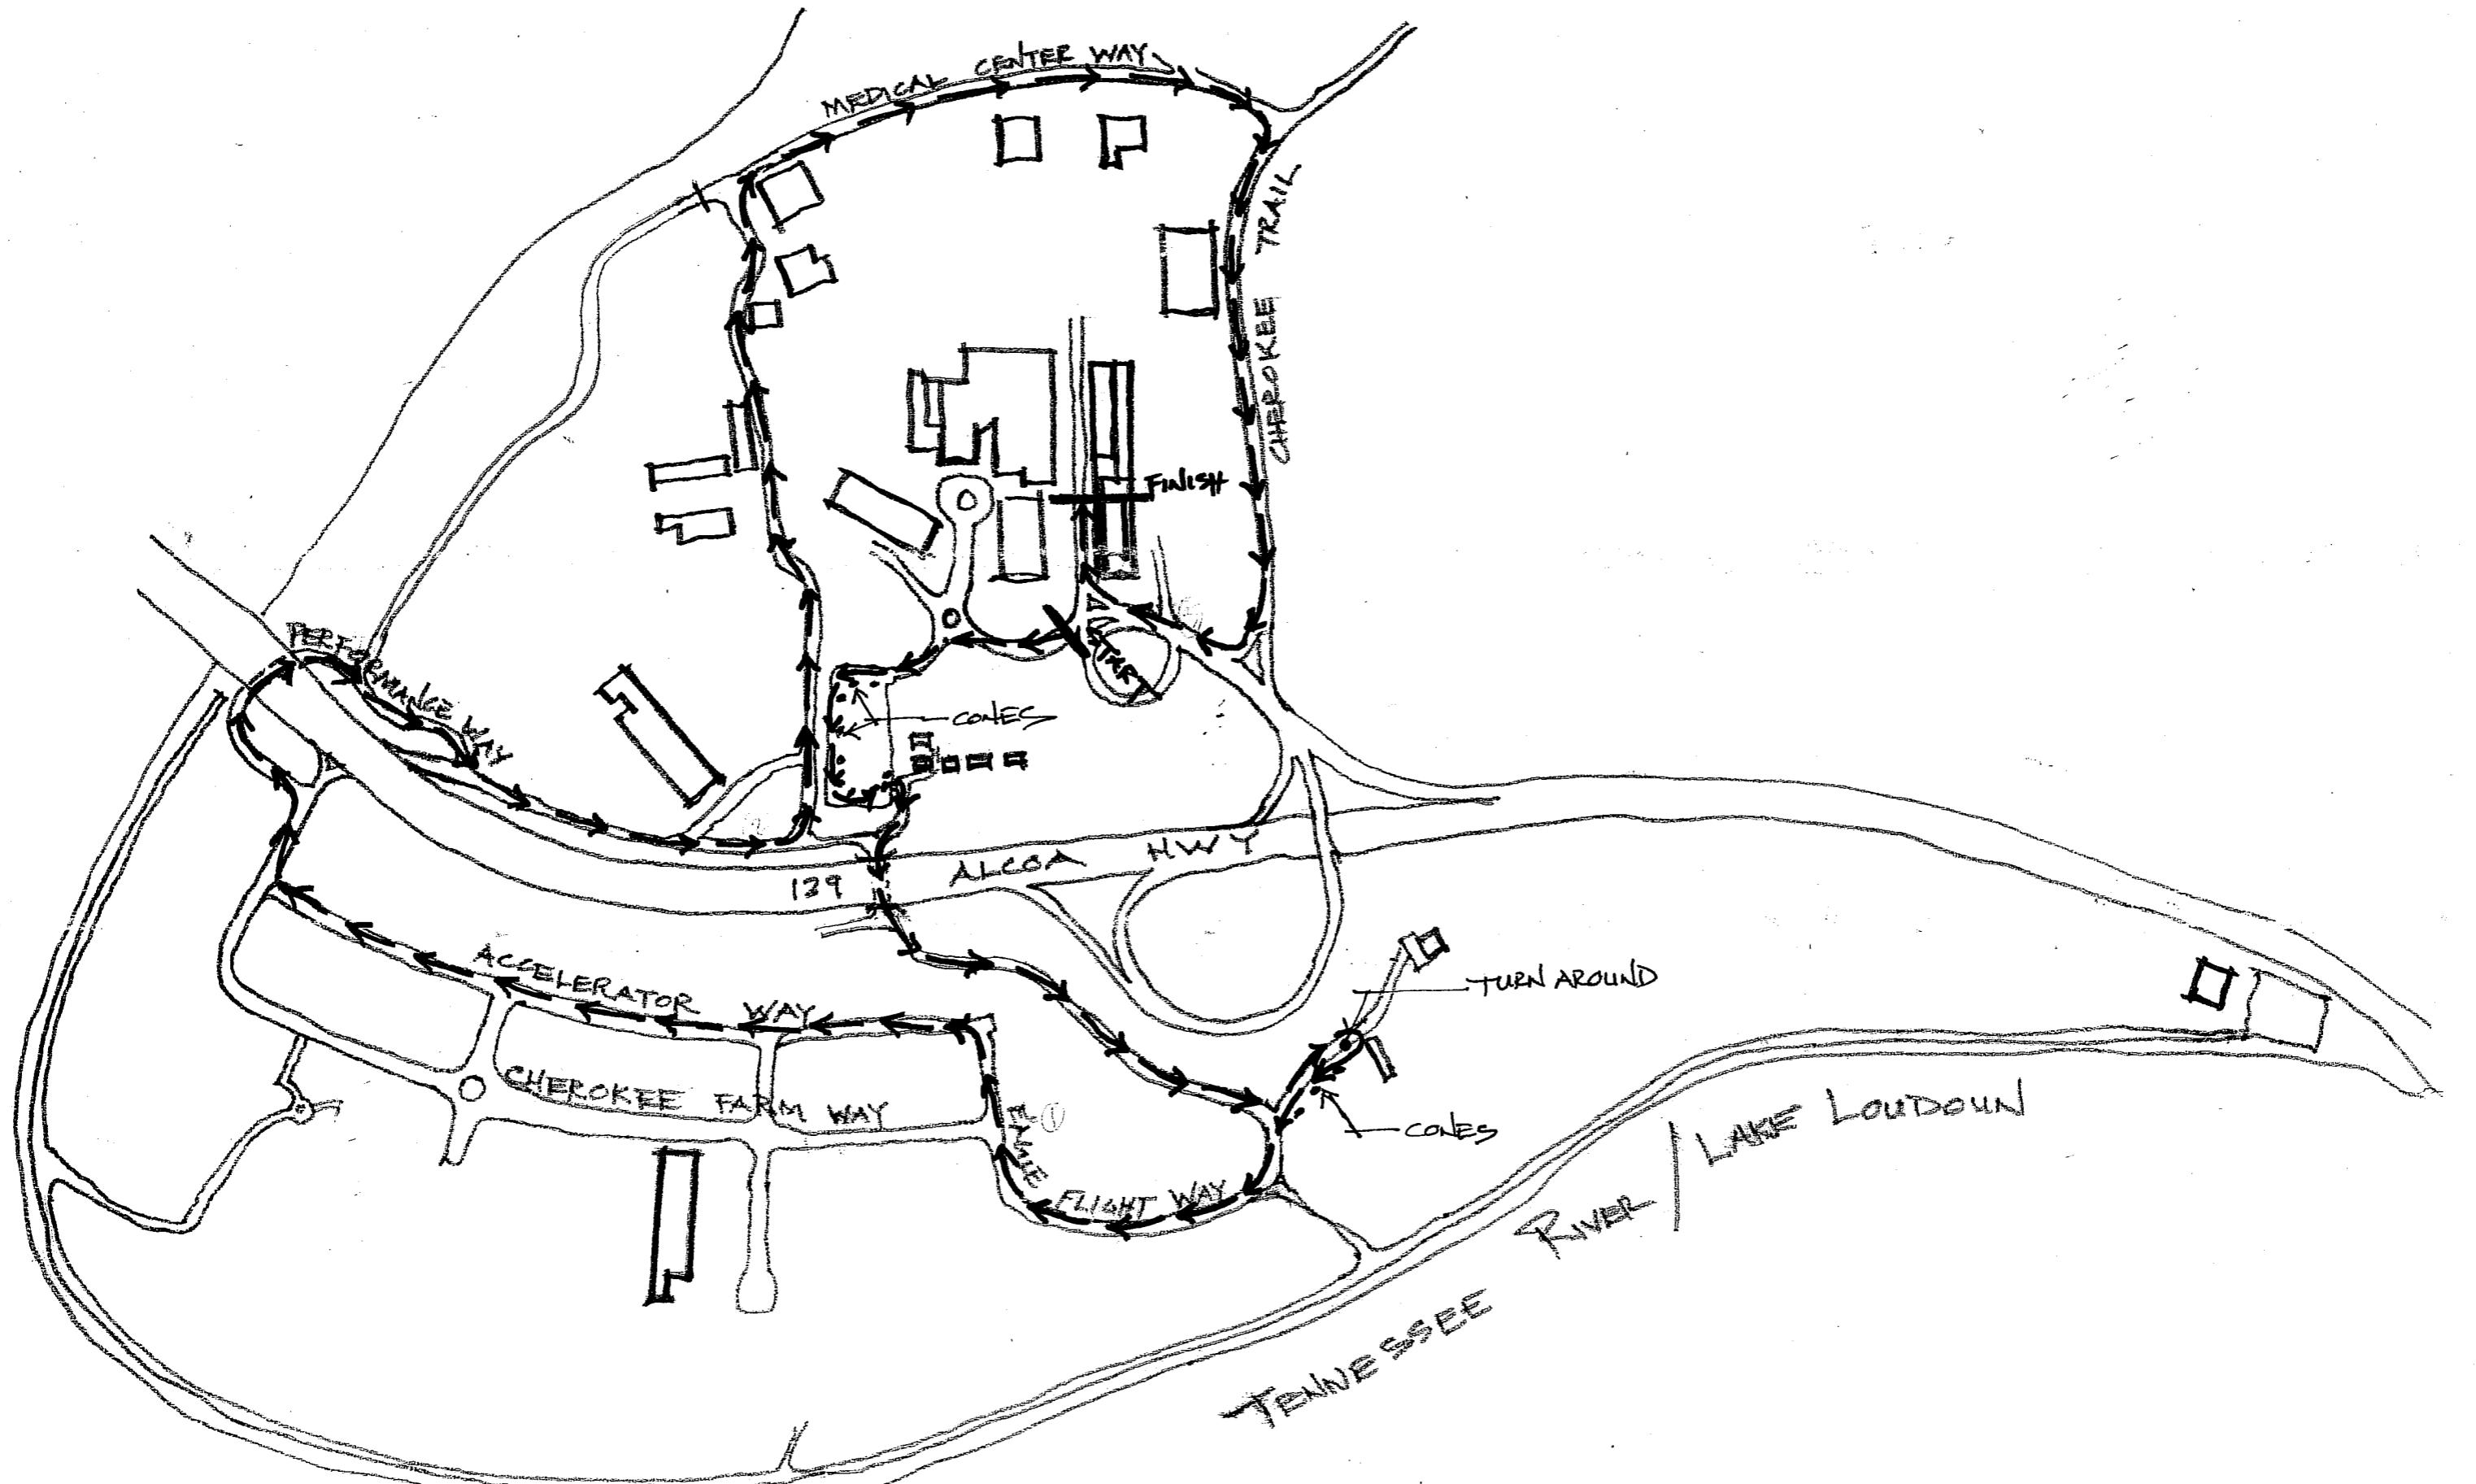 MEDICAL CENTER WAY
CHEROKEE TRAIL
FINISH
START
PERFORMANCE WAY
CONES
139
ALCOA HWY
ACCELERATOR WAY
TURN AROUND
CHEROKEE FARM WAY
CONES
FLIGHT WAY
TENNESSEE RIVER / LAKE LOUDOUN